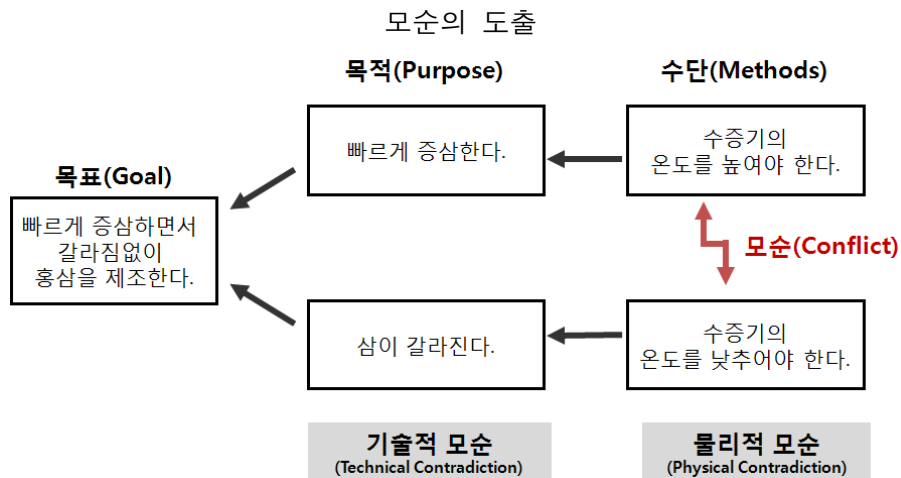 모순의 도출
목적(Purpose)
수단(Methods)
빠르게 증삼한다.
수증기의
온도를 높여야 한다.
목표(Goal)
빠르게 증삼하면서
갈라짐없이
홍삼을 제조한다.
모순(Conflict)
삼이 갈라진다.
수증기의
온도를 낮추어야 한다.
기술적 모순
(Technical Contradiction)
물리적 모순
(Physical Contradiction)